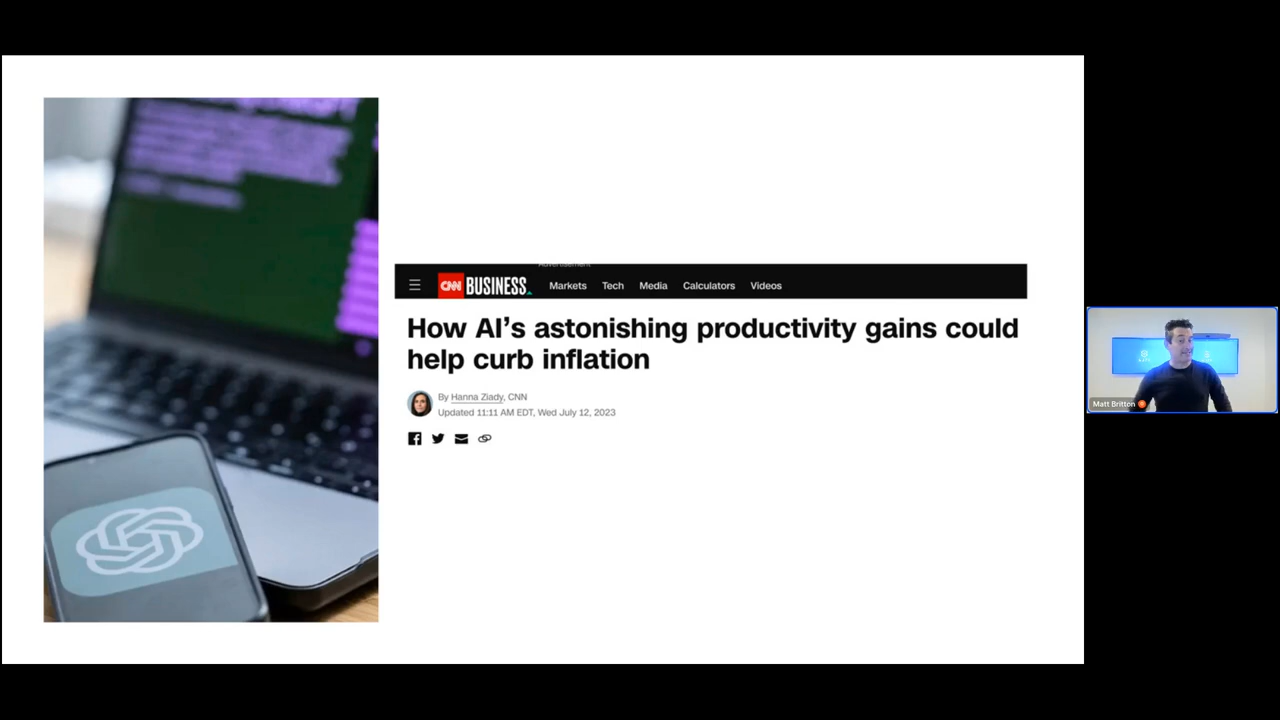 Advertisement
CNN BUSINESS
Markets Tech Media Calculators Videos
How AI's astonishing productivity gains could
help curb inflation
By Hanna Ziady, CNN
Updated 11:11 AM EDT, Wed July 12, 2023
Matt Britton